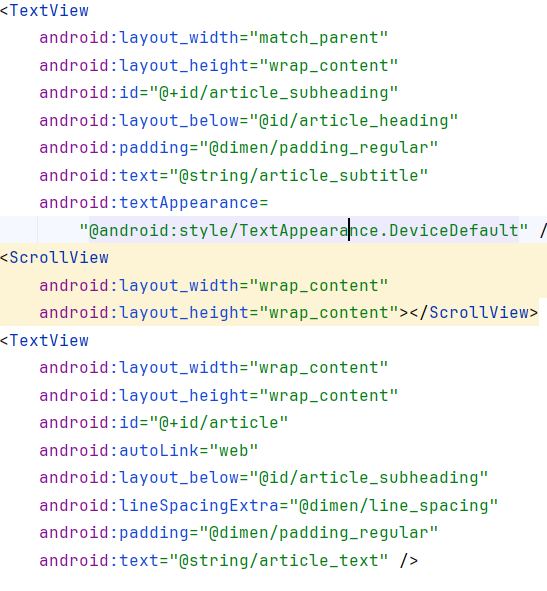 <TextView
    android:layout_width="match_parent"
    android:layout_height="wrap_content"
    android:id="@+id/article_subheading"
    android:layout_below="@id/article_heading"
    android:padding="@dimen/padding_regular"
    android:text="@string/article_subtitle"
    android:textAppearance=
        "@android:style/TextAppearance.DeviceDefault" /
<ScrollView
    android:layout_width="wrap_content"
    android:layout_height="wrap_content"></ScrollView>
<TextView
    android:layout_width="wrap_content"
    android:layout_height="wrap_content"
    android:id="@+id/article"
    android:autoLink="web"
    android:layout_below="@id/article_subheading"
    android:lineSpacingExtra="@dimen/line_spacing"
    android:padding="@dimen/padding_regular"
    android:text="@string/article_text" />